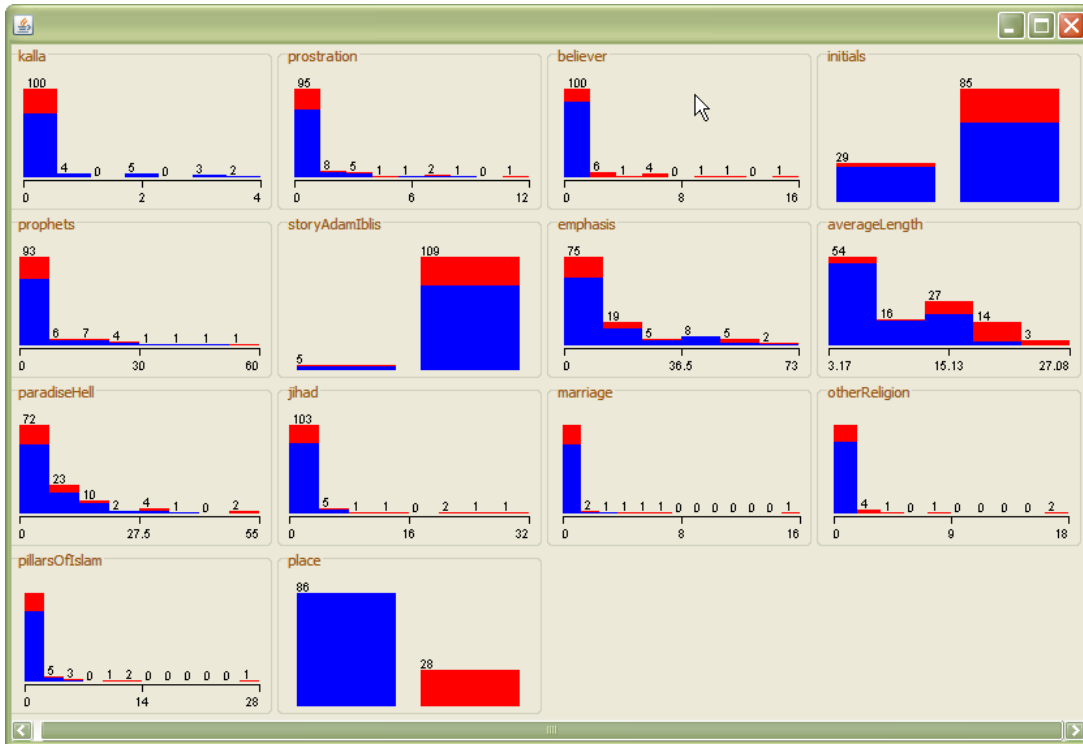 kalla
100
4 0 5 0 3 2
0 2 4
prostration
95
8 5 1 1 2 1 0 1
0 6 12
believer
100
6 1 4 0 1 1 0 1
0 8 16
initials
85
29
prophets
93
6 7 4 1 1 1 1
0 30 60
storyAdamIblis
109
5
emphasis
75
19
5 8 5 2
0 36.5 73
averageLength
54
16 27 14 3
3.17 15.13 27.08
paradiseHell
72
23 10 2 4 1 0 2
0 27.5 55
jihad
103
5 1 1 0 2 1 1
0 16 32
marriage
2 1 1 1 1 0 0 0 0 0 0 1
0 8 16
otherReligion
4 1 0 1 0 0 0 0 2
0 9 18
pillarsOfIslam
5 3 0 1 2 0 0 0 0 0 1
0 14 28
place
86
28